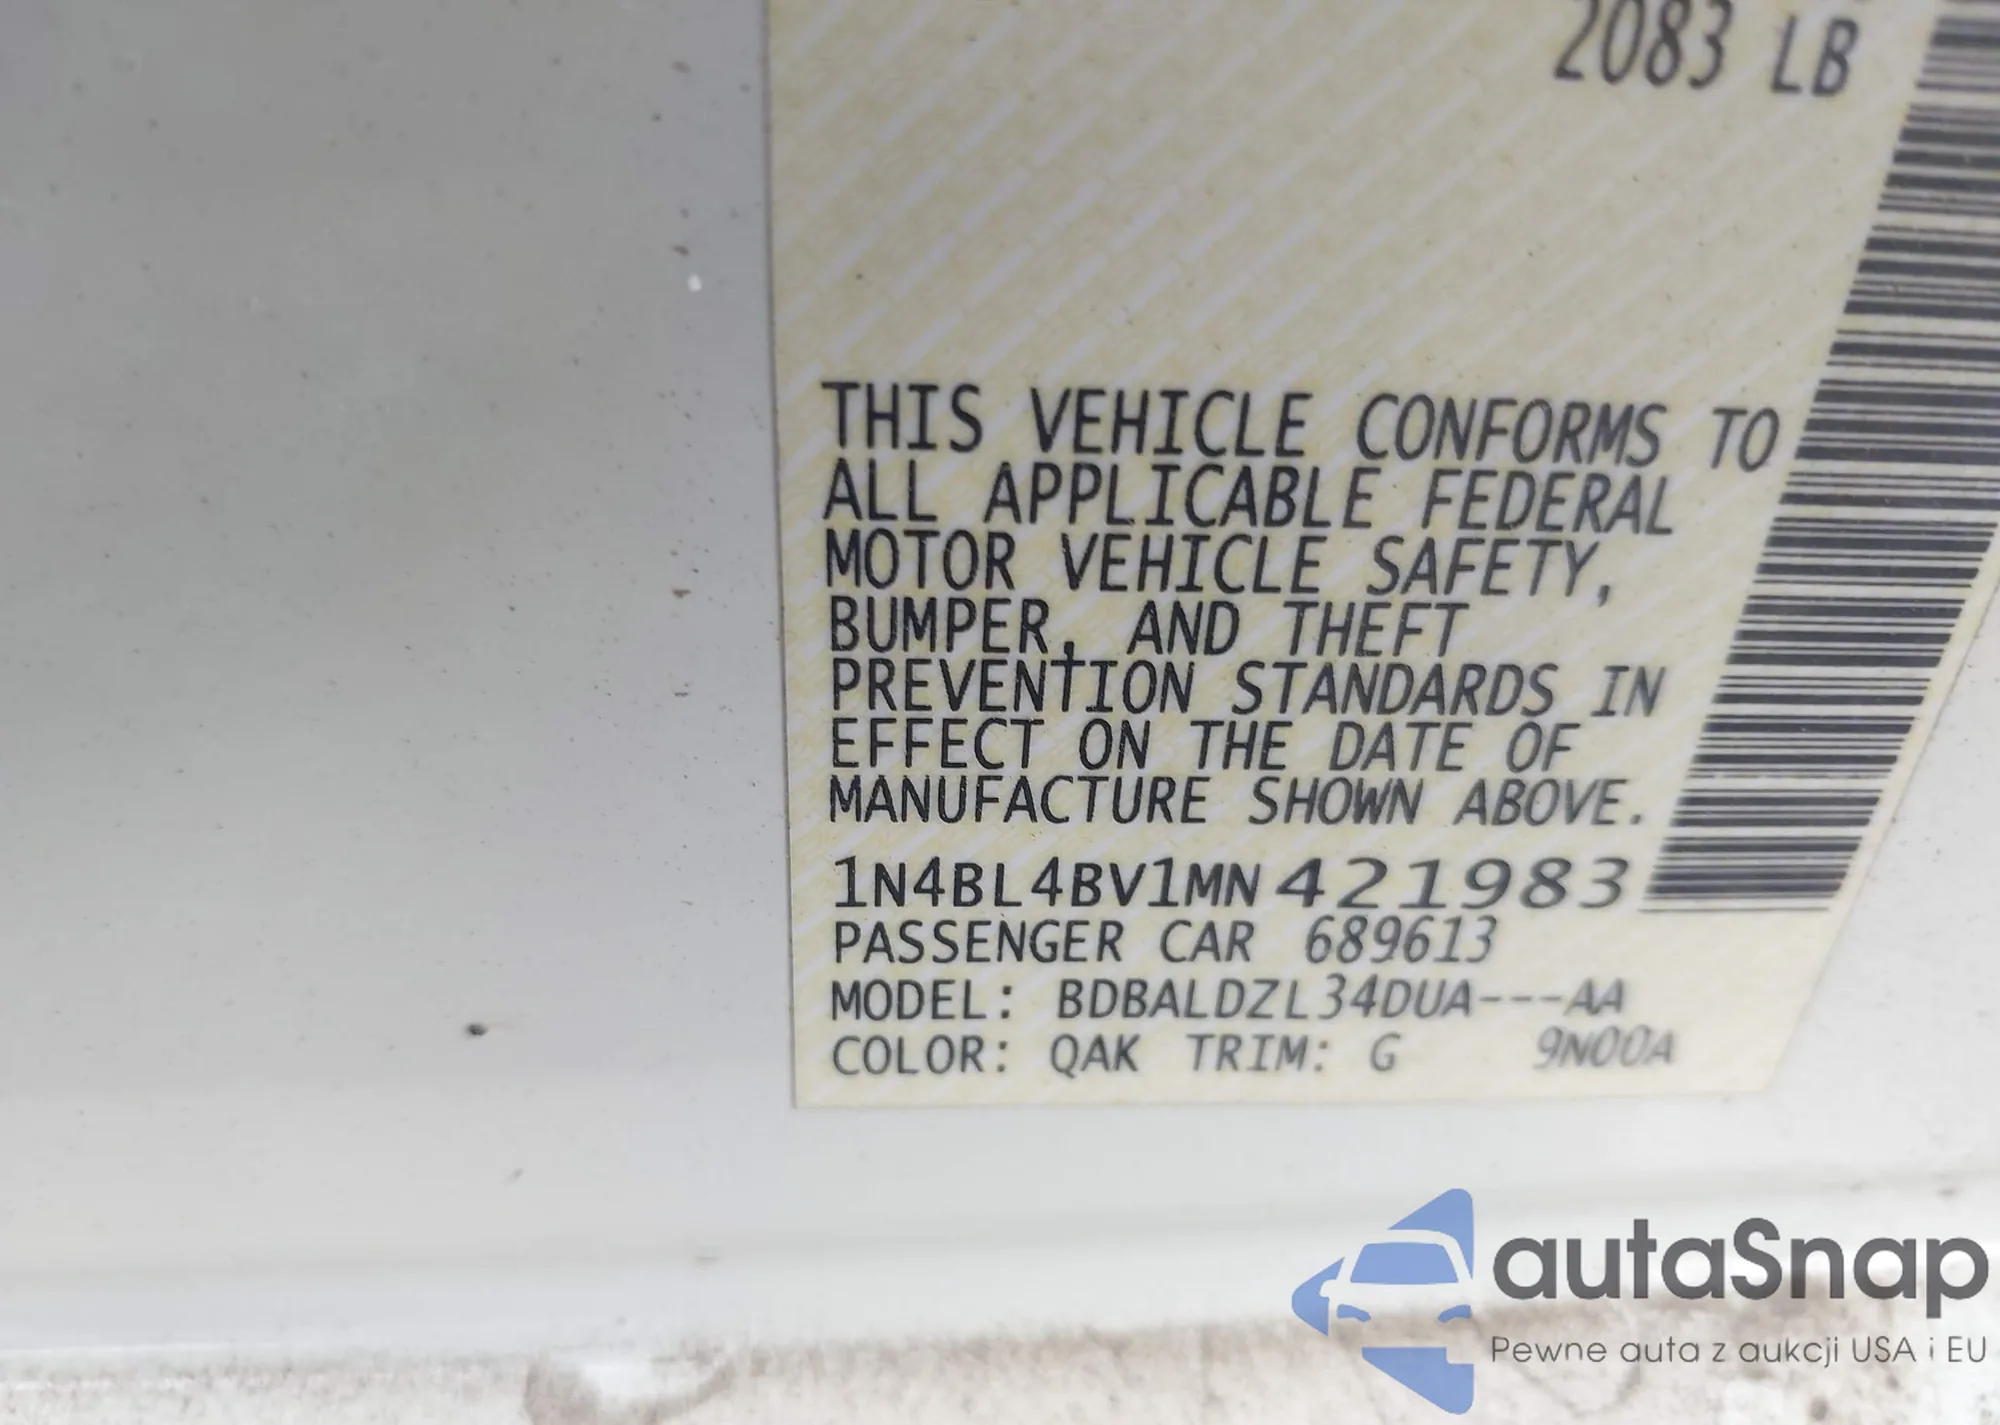 2083 LB
THIS VEHICLE CONFORMS TO
ALL APPLICABLE FEDERAL
MOTOR VEHICLE SAFETY,
BUMPER, AND THEFT
PREVENTION STANDARDS IN
EFFECT ON THE DATE OF
MANUFACTURE SHOWN ABOVE.
1N4BL4BV1MN421983
PASSENGER CAR 689613
MODEL: BDBALDZL34DUA---AA
COLOR: QAK TRIM: G 9N00A
autaSnap
Pewne auta z aukcji USA i EU